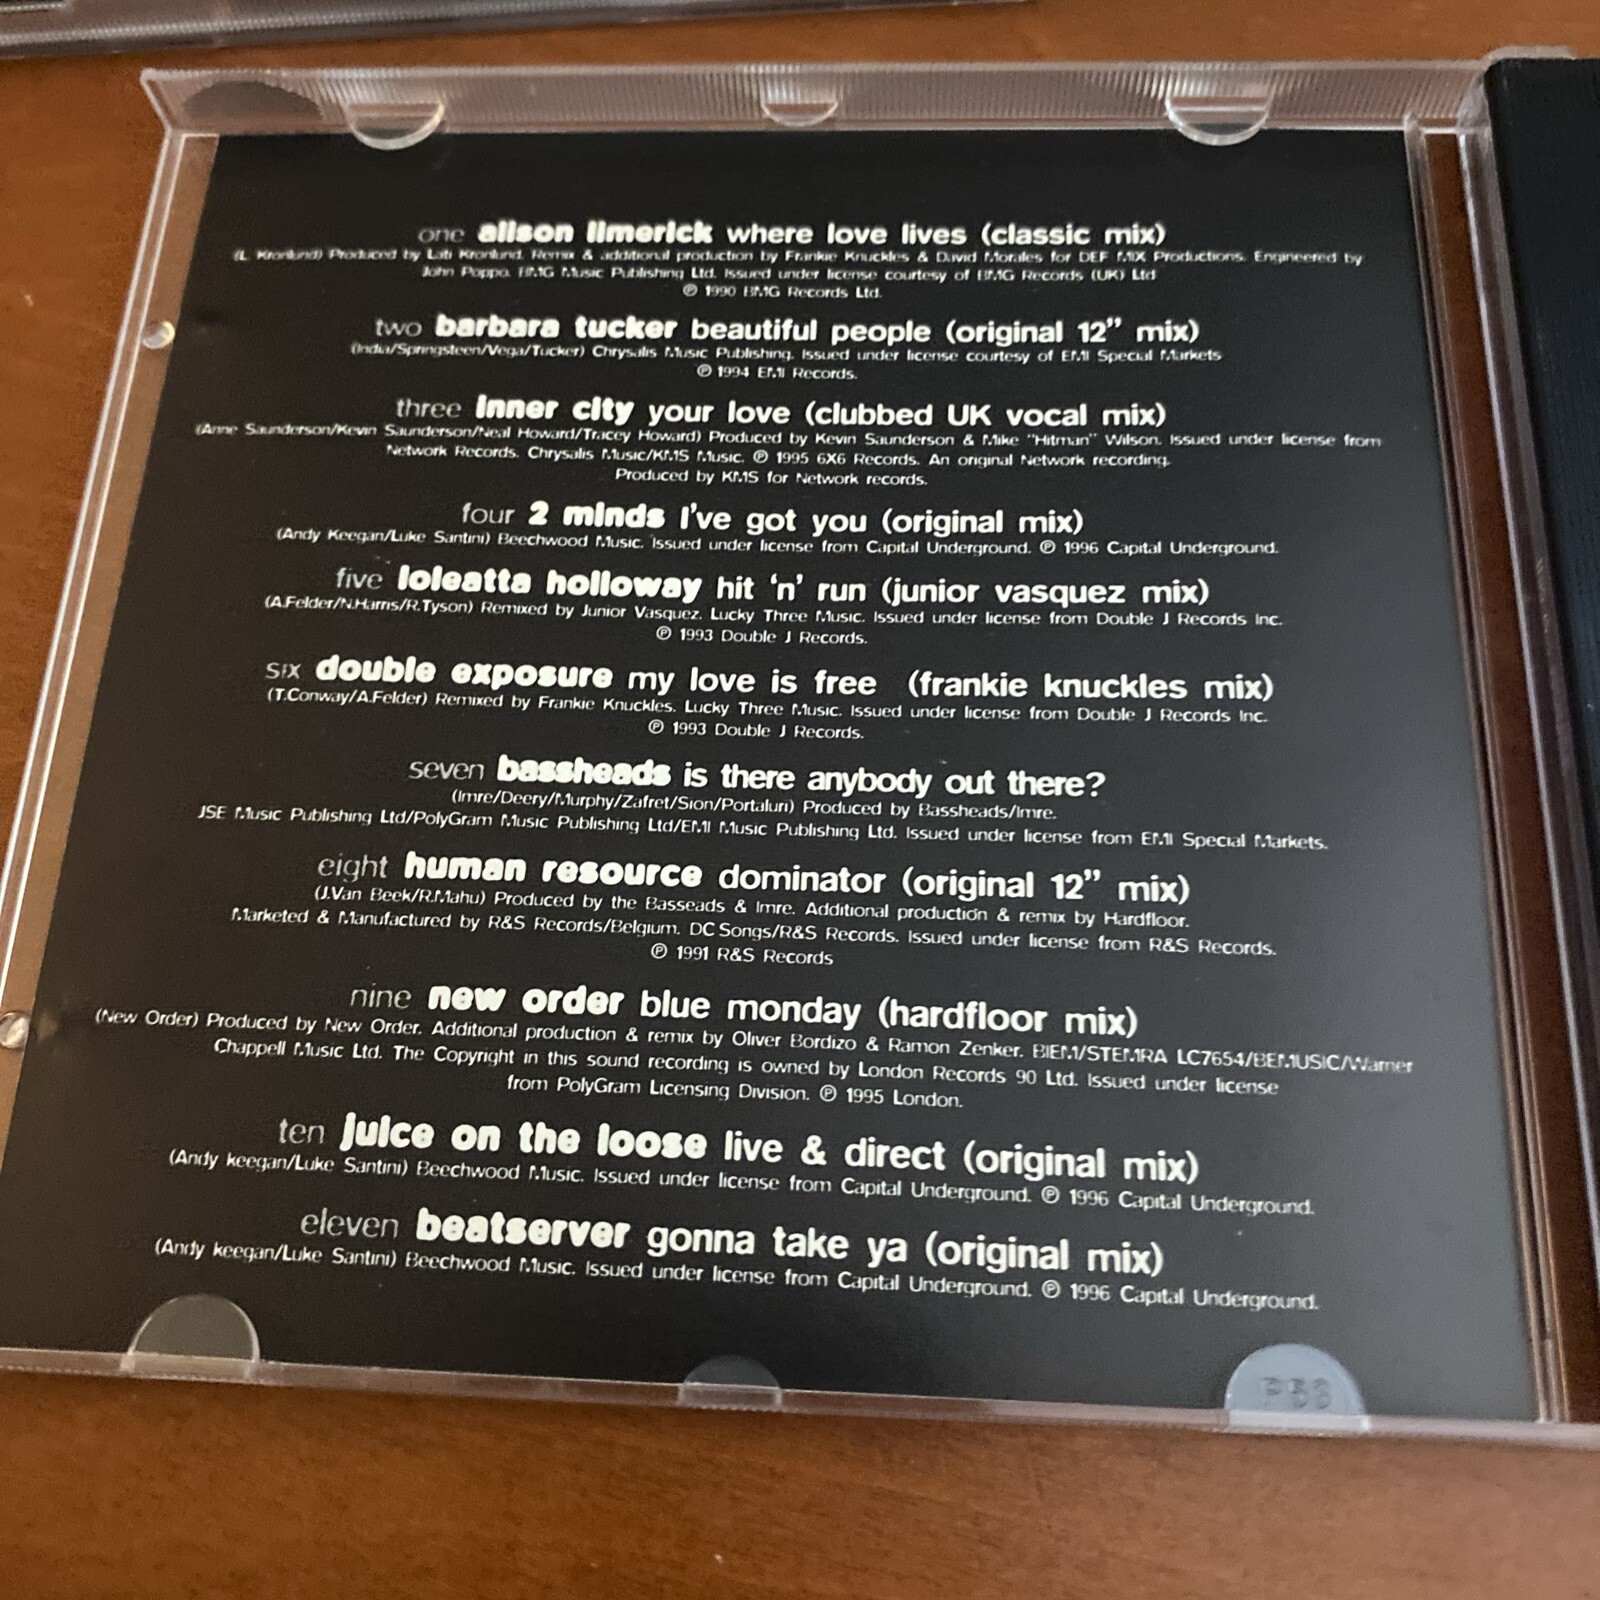 one alison limerick where love lives (classic mix)
(L. Kronlund) Produced by Lati Kronlund. Remix & additional production by Frankie Knuckles & David Morales for DEF MIX Productions. Engineered by
John Poppo. BMG Music Publishing Ltd. Issued under license courtesy of BMG Records (UK) Ltd
℗ 1990 BMG Records Ltd.
two barbara tucker beautiful people (original 12” mix)
(India/Springsteen/Vega/Tucker) Chrysalis Music Publishing. Issued under license courtesy of EMI Special Markets
℗ 1994 EMI Records.
three inner city your love (clubbed UK vocal mix)
(Anne Saunderson/Kevin Saunderson/Neal Howard/Tracey Howard) Produced by Kevin Saunderson & Mike "Hitman" Wilson. Issued under license from
Network Records. Chrysalis Music/KMS Music. ℗ 1995 6X6 Records. An original Network recording.
Produced by KMS for Network records.
four 2 minds I've got you (original mix)
(Andy Keegan/Luke Santini) Beechwood Music. Issued under license from Capital Underground. ℗ 1996 Capital Underground.
five loleatta holloway hit ‘n’ run (junior vasquez mix)
(A.Felder/N.Harris/R.Tyson) Remixed by Junior Vasquez. Lucky Three Music. Issued under license from Double J Records Inc.
℗ 1993 Double J Records.
six double exposure my love is free (frankie knuckles mix)
(T.Conway/A.Felder) Remixed by Frankie Knuckles. Lucky Three Music. Issued under license from Double J Records Inc.
℗ 1993 Double J Records.
seven bassheads is there anybody out there?
(Imre/Deery/Murphy/Zafret/Sion/Portaluri) Produced by Bassheads/Imre.
JSE Music Publishing Ltd/PolyGram Music Publishing Ltd/EMI Music Publishing Ltd. Issued under license from EMI Special Markets.
eight human resource dominator (original 12” mix)
(J.Van Beek/R.Mahu) Produced by the Basseads & Imre. Additional production & remix by Hardfloor.
Marketed & Manufactured by R&S Records/Belgium. DC Songs/R&S Records. Issued under license from R&S Records.
℗ 1991 R&S Records
nine new order blue monday (hardfloor mix)
(New Order) Produced by New Order. Additional production & remix by Oliver Bordizo & Ramon Zenker. BIEM/STEMRA LC7654/BEMUSIC/Warner
Chappell Music Ltd. The Copyright in this sound recording is owned by London Records 90 Ltd. Issued under license
from PolyGram Licensing Division. ℗ 1995 London.
ten juice on the loose live & direct (original mix)
(Andy keegan/Luke Santini) Beechwood Music. Issued under license from Capital Underground. ℗ 1996 Capital Underground.
eleven beatserver gonna take ya (original mix)
(Andy keegan/Luke Santini) Beechwood Music. Issued under license from Capital Underground. ℗ 1996 Capital Underground.